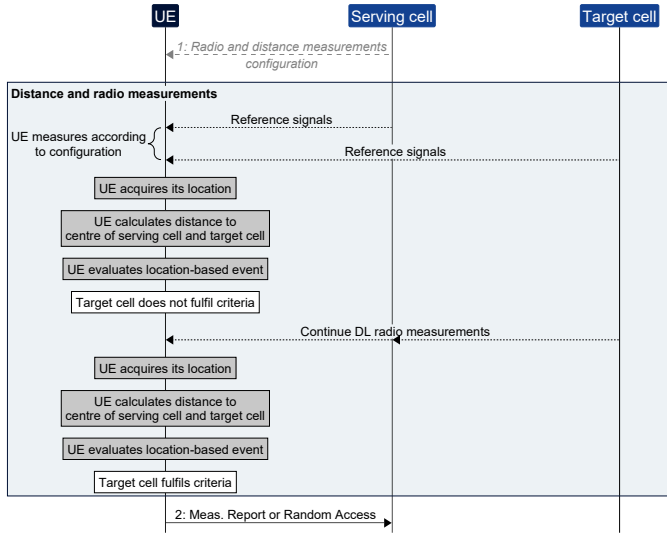 UE
Serving cell
Target cell
1: Radio and distance measurements
configuration
Distance and radio measurements
Reference signals
UE measures according
to configuration
Reference signals
UE acquires its location
UE calculates distance to
centre of serving cell and target cell
UE evaluates location-based event
Target cell does not fulfil criteria
Continue DL radio measurements
UE acquires its location
UE calculates distance to
centre of serving cell and target cell
UE evaluates location-based event
Target cell fulfils criteria
2: Meas. Report or Random Access